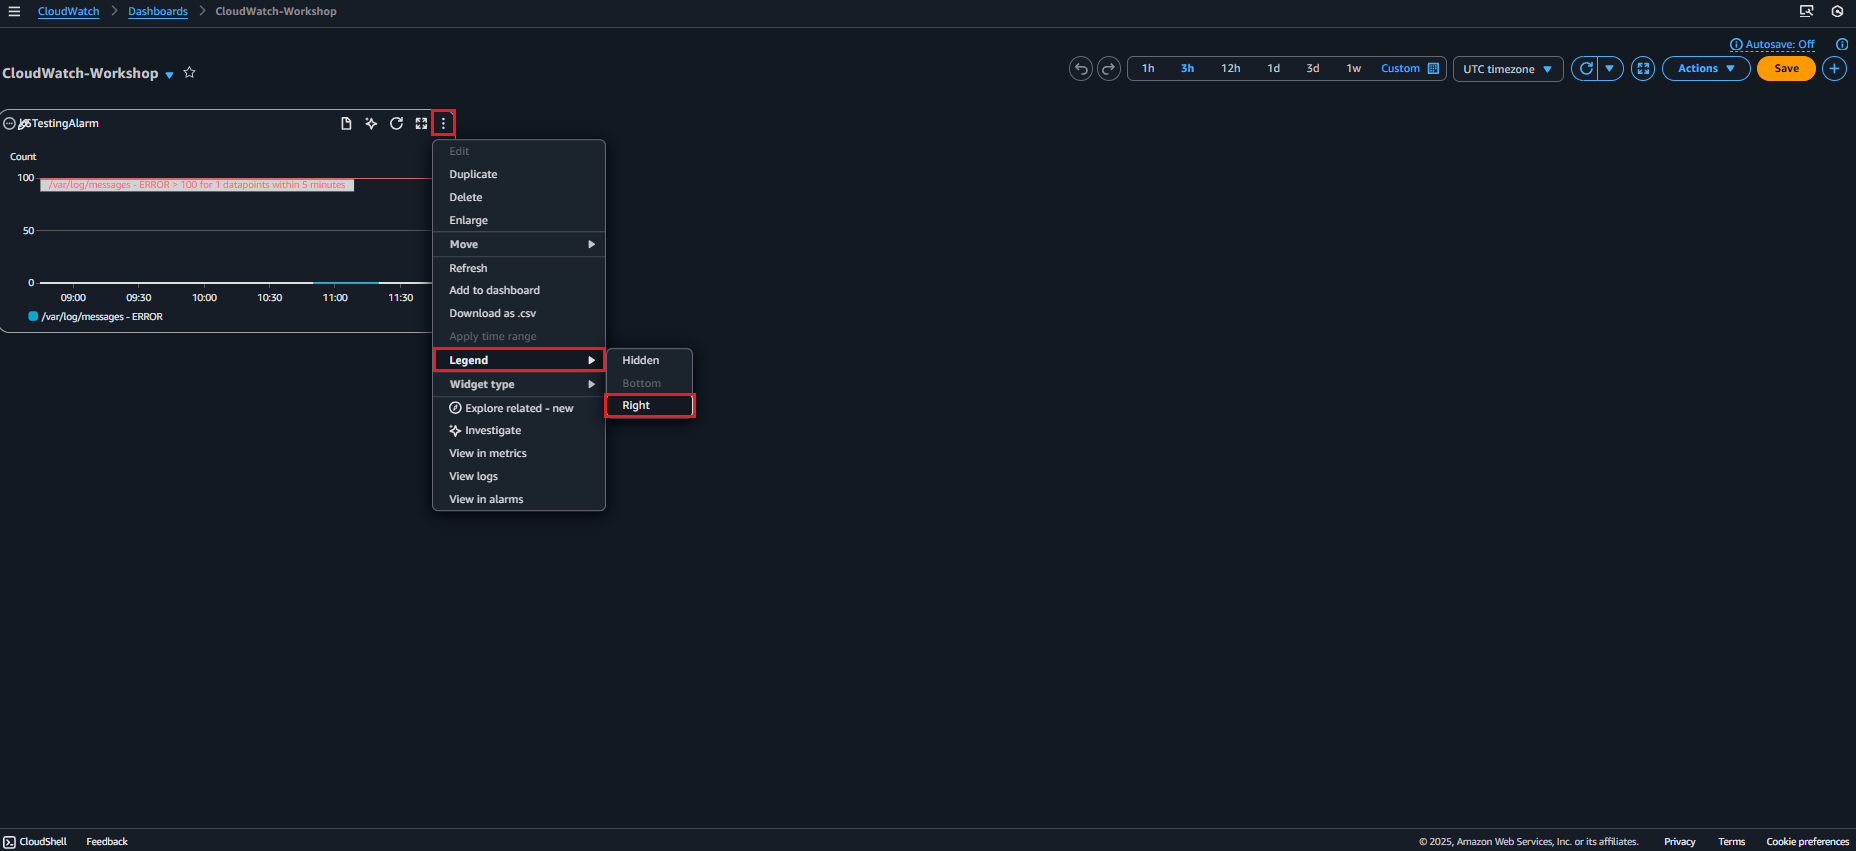 CloudWatch > Dashboards > CloudWatch-Workshop
Autosave: Off
CloudWatch-Workshop
1h 3h 12h 1d 3d 1w Custom UTC timezone Actions Save
TestingAlarm
Count
100
/var/log/messages - ERROR > 100 for 1 datapoints within 5 minutes
50
0
09:00 09:30 10:00 10:30 11:00 11:30
/var/log/messages - ERROR
Edit
Duplicate
Delete
Enlarge
Move
Refresh
Add to dashboard
Download as .csv
Apply time range
Legend
Widget type
Explore related - new
Investigate
View in metrics
View logs
View in alarms
Hidden
Bottom
Right
CloudShell Feedback © 2025, Amazon Web Services, Inc. or its affiliates. Privacy Terms Cookie preferences